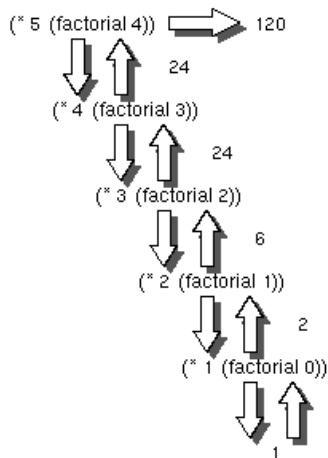 (* 5 (factorial 4)) 120
24
(* 4 (factorial 3))
24
(* 3 (factorial 2))
6
(* 2 (factorial 1))
2
(* 1 (factorial 0))
1